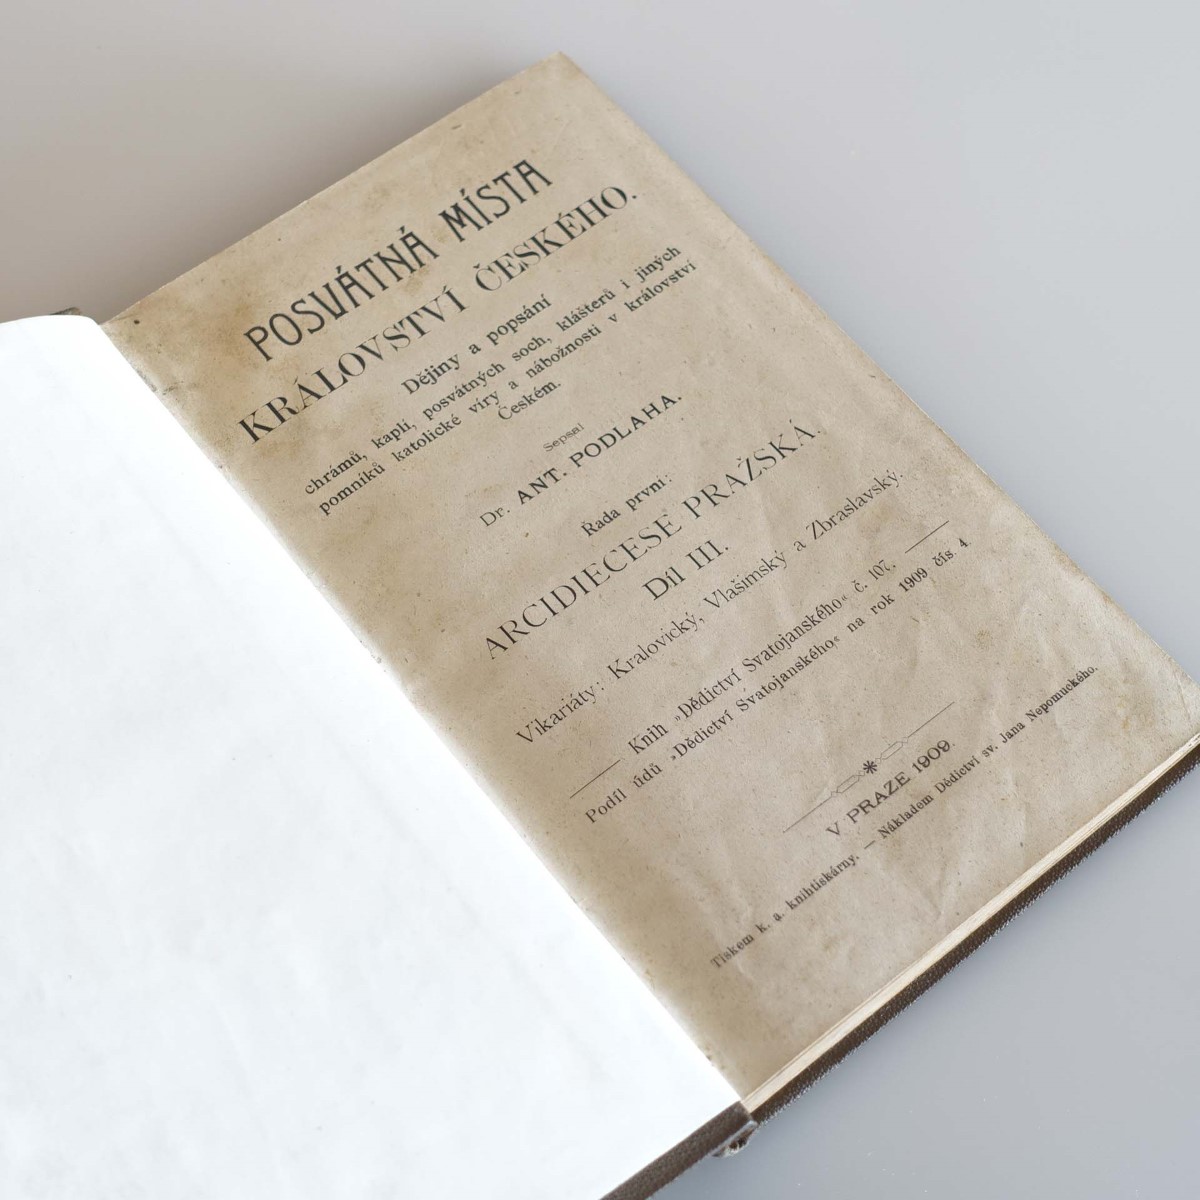 POSVÁTNÁ MÍSTA
KRÁLOVSTVÍ ČESKÉHO.
Dějiny a popsání
chrámů, kaplí, posvátných soch, klášterů i jiných
pomníků katolické víry a nábožnosti v království
Českém.
Sepsal
Dr. ANT. PODLAHA.
Řada první:
ARCIDIECESE PRAŽSKÁ.
Díl III.
Vikariáty: Kralovický, Vlašimský a Zbraslavský.
Knih „Dědictví Svatojanského“ č. 107.
Podíl údů „Dědictví Svatojanského“ na rok 1909 čís. 4.
V PRAZE 1909.
Tiskem k. a. knihtiskárny. — Nákladem Dědictví sv. Jana Nepomuckého.